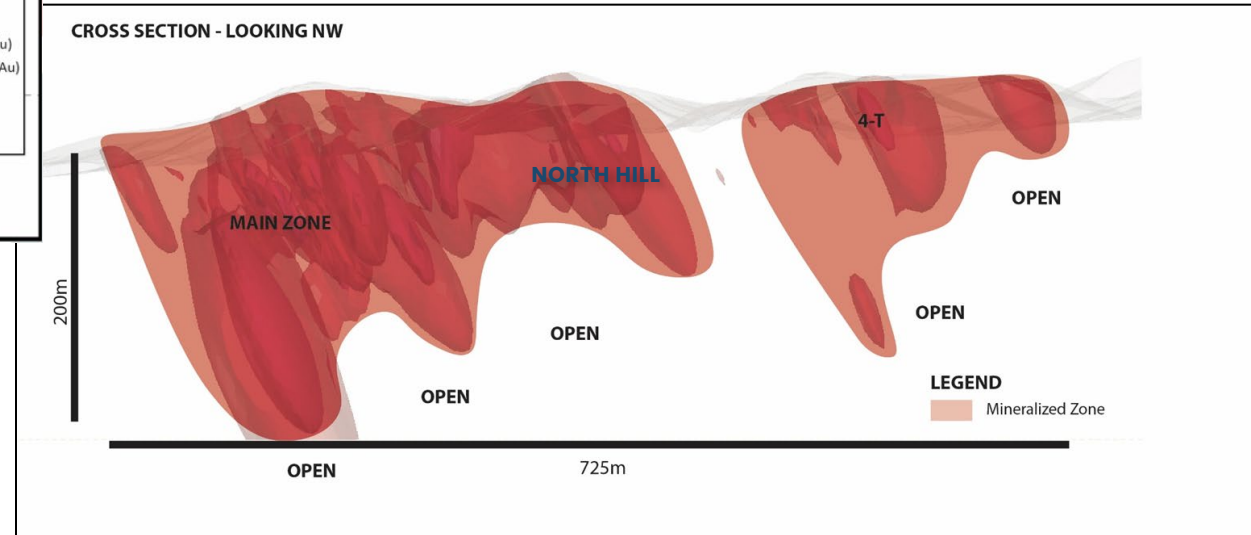 u)
Au)
CROSS SECTION - LOOKING NW
4-T
NORTH HILL
MAIN ZONE
OPEN
200m
OPEN
OPEN
OPEN
LEGEND
Mineralized Zone
OPEN
725m